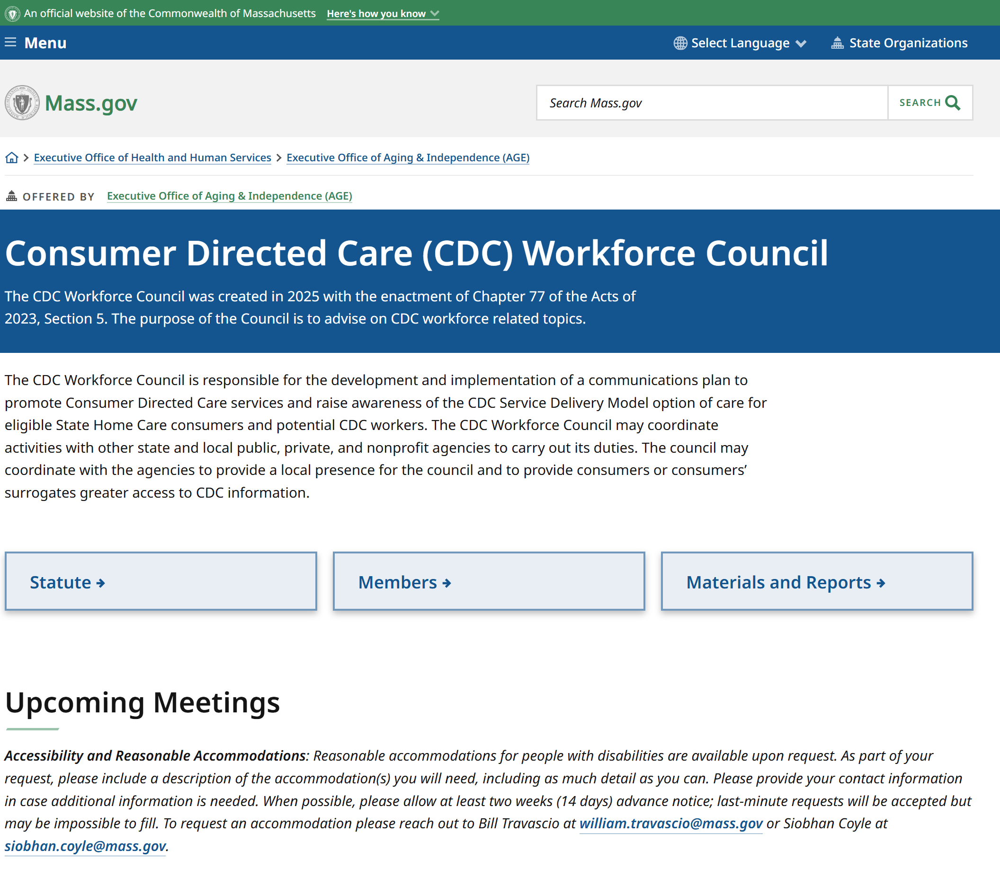 An official website of the Commonwealth of Massachusetts Here's how you know
Menu Select Language State Organizations
Mass.gov Search Mass.gov SEARCH
Executive Office of Health and Human Services Executive Office of Aging & Independence (AGE)
OFFERED BY Executive Office of Aging & Independence (AGE)
Consumer Directed Care (CDC) Workforce Council
The CDC Workforce Council was created in 2025 with the enactment of Chapter 77 of the Acts of
2023, Section 5. The purpose of the Council is to advise on CDC workforce related topics.
The CDC Workforce Council is responsible for the development and implementation of a communications plan to
promote Consumer Directed Care services and raise awareness of the CDC Service Delivery Model option of care for
eligible State Home Care consumers and potential CDC workers. The CDC Workforce Council may coordinate
activities with other state and local public, private, and nonprofit agencies to carry out its duties. The council may
coordinate with the agencies to provide a local presence for the council and to provide consumers or consumers’
surrogates greater access to CDC information.
Statute Members Materials and Reports
Upcoming Meetings
Accessibility and Reasonable Accommodations: Reasonable accommodations for people with disabilities are available upon request. As part of your
request, please include a description of the accommodation(s) you will need, including as much detail as you can. Please provide your contact information
in case additional information is needed. When possible, please allow at least two weeks (14 days) advance notice; last-minute requests will be accepted but
may be impossible to fill. To request an accommodation please reach out to Bill Travascio at william.travascio@mass.gov or Siobhan Coyle at
siobhan.coyle@mass.gov.